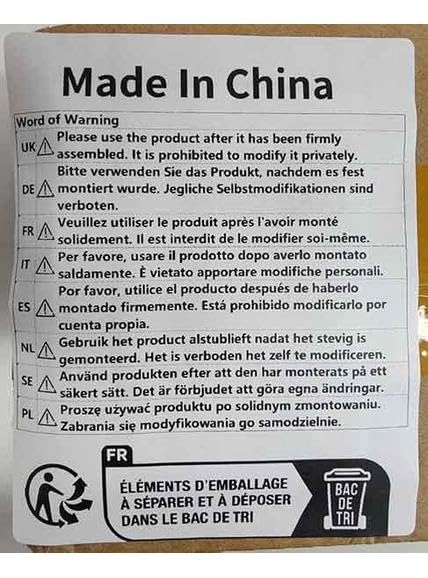 Made In China
Word of Warning
UK Please use the product after it has been firmly
assembled. It is prohibited to modify it privately.
DE Bitte verwenden Sie das Produkt, nachdem es fest
montiert wurde. Jegliche Selbstmodifikationen sind
verboten.
FR Veuillez utiliser le produit après l'avoir monté
solidement. Il est interdit de le modifier soi-même.
IT Per favore, usare il prodotto dopo averlo montato
saldamente. È vietato apportare modifiche personali.
ES Por favor, utilice el producto después de haberlo
montado firmemente. Está prohibido modificarlo por
cuenta propia.
NL Gebruik het product alstublieft nadat het stevig is
gemonteerd. Het is verboden het zelf te modificeren.
SE Använd produkten efter att den har monterats på ett
säkert sätt. Det är förbjudet att göra egna ändringar.
PL Proszę używać produktu po solidnym zmontowaniu.
Zabrania się modyfikowania go samodzielnie.
FR
ÉLÉMENTS D'EMBALLAGE
À SÉPARER ET À DÉPOSER
DANS LE BAC DE TRI
BAC
DE
TRI